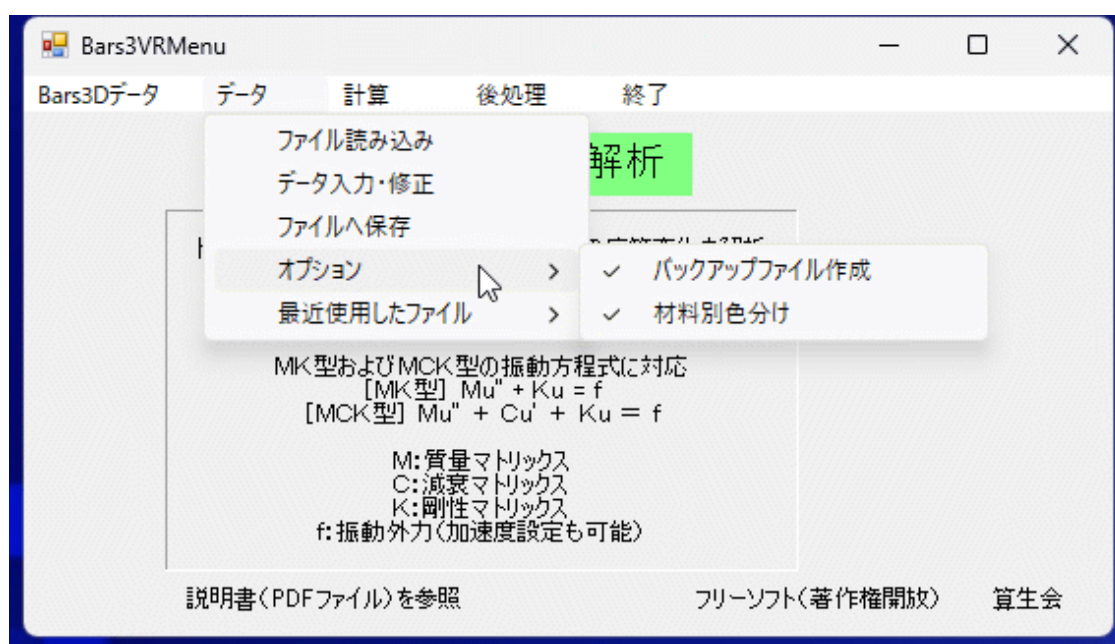 Bars3VRMenu
Bars3Dデータ データ 計算 後処理 終了
ファイル読み込み
データ入力・修正
ファイルへ保存
オプション
最近使用したファイル
バックアップファイル作成
材料別色分け
解析
MK型およびMCK型の振動方程式に対応
[MK型] Mu" + Ku = f
[MCK型] Mu" + Cu' + Ku = f
M:質量マトリックス
C:減衰マトリックス
K:剛性マトリックス
f:振動外力(加速度設定も可能)
説明書(PDFファイル)を参照 フリーソフト(著作権開放) 算生会